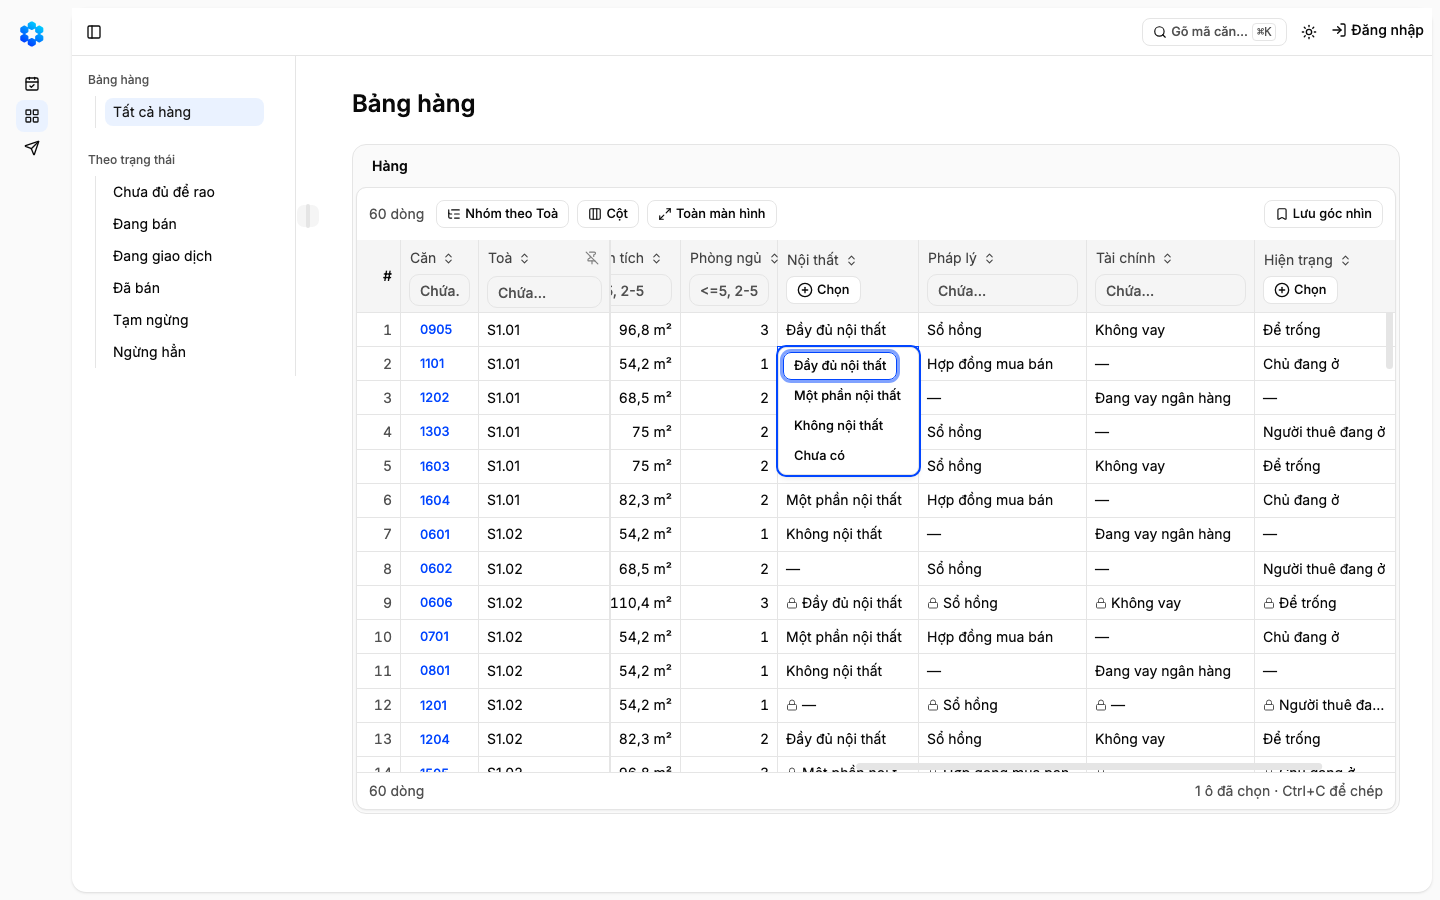 Gõ mã căn... ⌘K
Đăng nhập
Bảng hàng
Tất cả hàng
Theo trạng thái
Chưa đủ để rao
Đang bán
Đang giao dịch
Đã bán
Tạm ngừng
Ngừng hẳn
Bảng hàng
Hàng
60 dòng Nhóm theo Toà Cột Toàn màn hình Lưu góc nhìn
# Căn Toà tích Phòng ngủ Nội thất Pháp lý Tài chính Hiện trạng
Chứa. Chứa... 2-5 <=5, 2-5 Chọn Chứa... Chứa... Chọn
1 0905 S1.01 96,8 m² 3 Đầy đủ nội thất Sổ hồng Không vay Để trống
2 1101 S1.01 54,2 m² 1 Đầy đủ nội thất Hợp đồng mua bán — Chủ đang ở
3 1202 S1.01 68,5 m² 2 Một phần nội thất — Đang vay ngân hàng —
4 1303 S1.01 75 m² 2 Không nội thất Sổ hồng — Người thuê đang ở
5 1603 S1.01 75 m² 2 Chưa có Sổ hồng Không vay Để trống
6 1604 S1.01 82,3 m² 2 Một phần nội thất Hợp đồng mua bán — Chủ đang ở
7 0601 S1.02 54,2 m² 1 Không nội thất — Đang vay ngân hàng —
8 0602 S1.02 68,5 m² 2 — Sổ hồng — Người thuê đang ở
9 0606 S1.02 110,4 m² 3 Đầy đủ nội thất Sổ hồng Không vay Để trống
10 0701 S1.02 54,2 m² 1 Một phần nội thất Hợp đồng mua bán — Chủ đang ở
11 0801 S1.02 54,2 m² 1 Không nội thất — Đang vay ngân hàng —
12 1201 S1.02 54,2 m² 1 — Sổ hồng — Người thuê đa...
13 1204 S1.02 82,3 m² 2 Đầy đủ nội thất Sổ hồng Không vay Để trống
60 dòng 1 ô đã chọn · Ctrl+C để chép